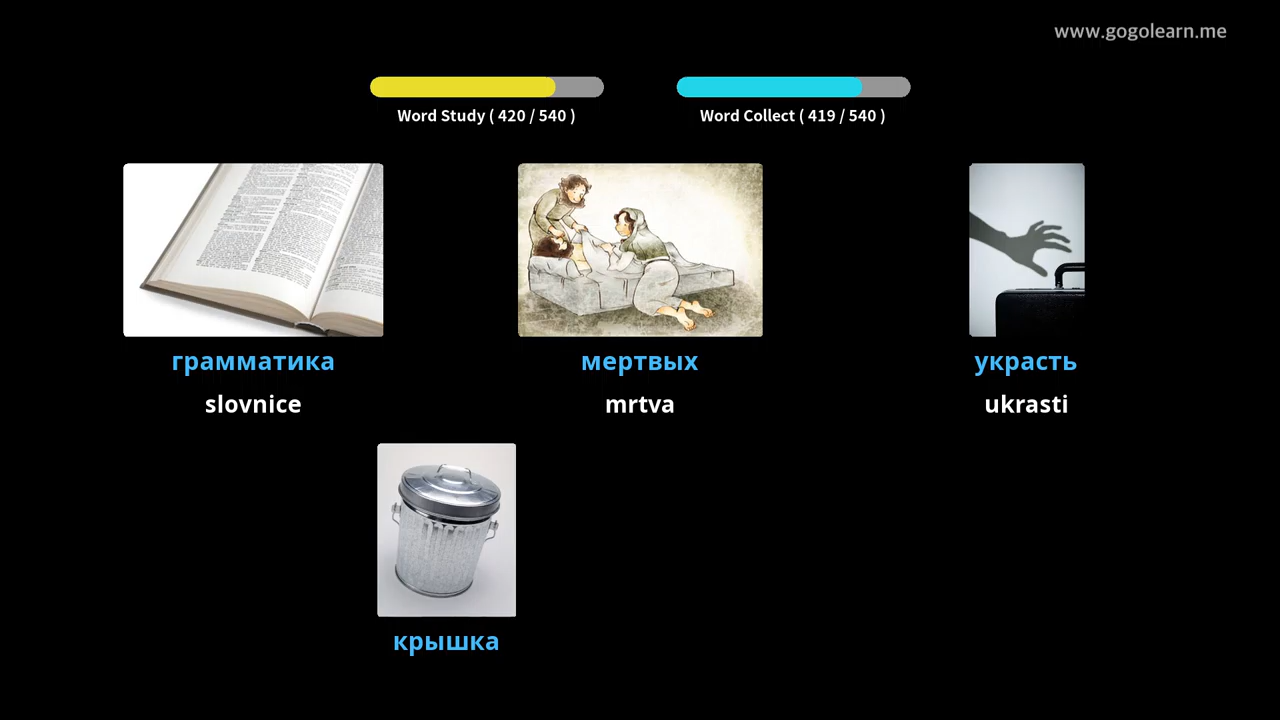 www.gogolearn.me
Word Study ( 420 / 540 )
Word Collect ( 419 / 540 )
грамматика
мертвых
украсть
slovnice
mrtva
ukrasti
крышка